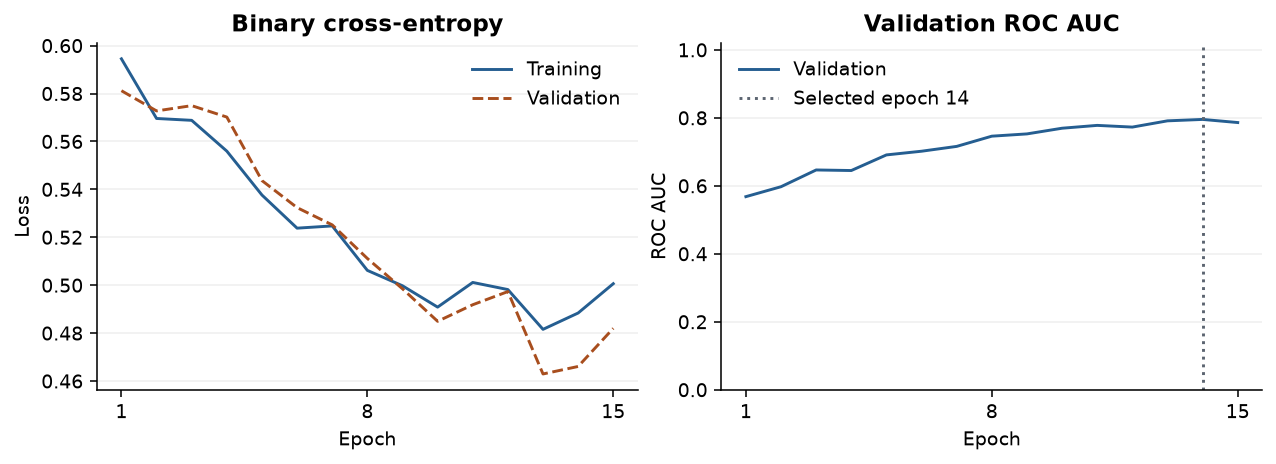 Binary cross-entropy
Training
Validation
0.60
0.58
0.56
0.54
0.52
0.50
0.48
0.46
Loss
1
8
15
Epoch
Validation ROC AUC
Validation
Selected epoch 14
1.0
0.8
0.6
0.4
0.2
0.0
ROC AUC
1
8
15
Epoch